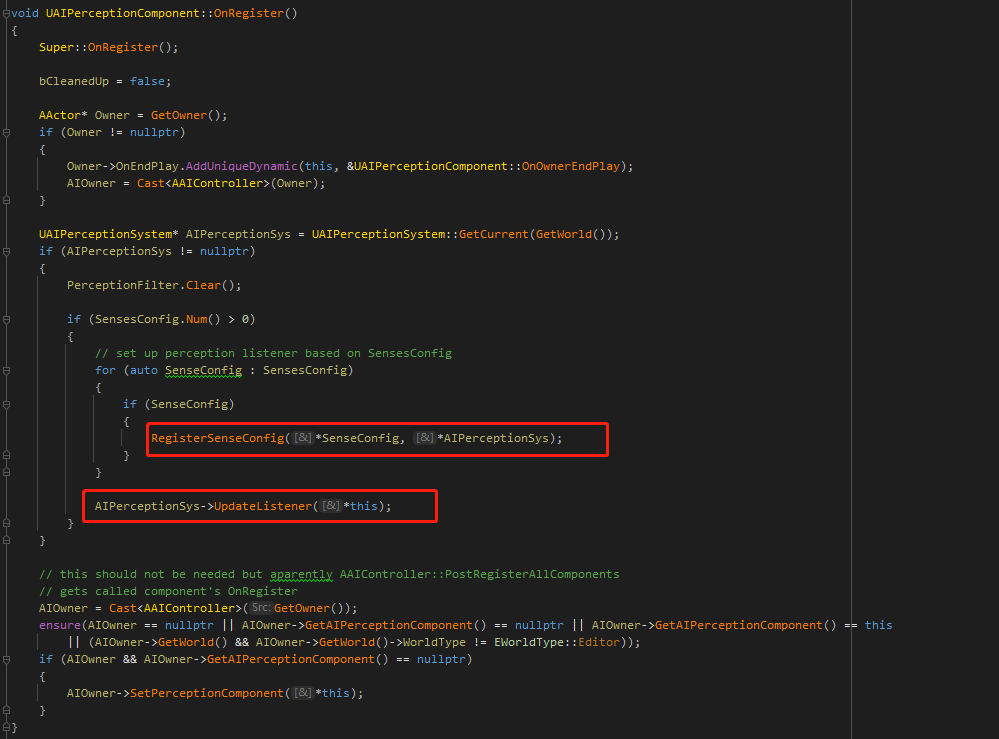 void UAIPerceptionComponent::OnRegister()
{
Super::OnRegister();
bCleanedUp = false;
AActor* Owner = GetOwner();
if (Owner != nullptr)
{
Owner->OnEndPlay.AddUniqueDynamic(this, &UAIPerceptionComponent::OnOwnerEndPlay);
AIOwner = Cast<AAIController>(Owner);
}
UAIPerceptionSystem* AIPerceptionSys = UAIPerceptionSystem::GetCurrent(GetWorld());
if (AIPerceptionSys != nullptr)
{
PerceptionFilter.Clear();
if (SensesConfig.Num() > 0)
{
// set up perception listener based on SensesConfig
for (auto SenseConfig : SensesConfig)
{
if (SenseConfig)
{
RegisterSenseConfig([&]*SenseConfig, [&]*AIPerceptionSys);
}
}
AIPerceptionSys->UpdateListener([&]*this);
}
}
// this should not be needed but aparently AAIController::PostRegisterAllComponents
// gets called component's OnRegister
AIOwner = Cast<AAIController>(Src:GetOwner());
ensure(AIOwner == nullptr || AIOwner->GetAIPerceptionComponent() == nullptr || AIOwner->GetAIPerceptionComponent() == this
|| (AIOwner->GetWorld() && AIOwner->GetWorld()->WorldType != EWorldType::Editor));
if (AIOwner && AIOwner->GetAIPerceptionComponent() == nullptr)
{
AIOwner->SetPerceptionComponent([&]*this);
}
}